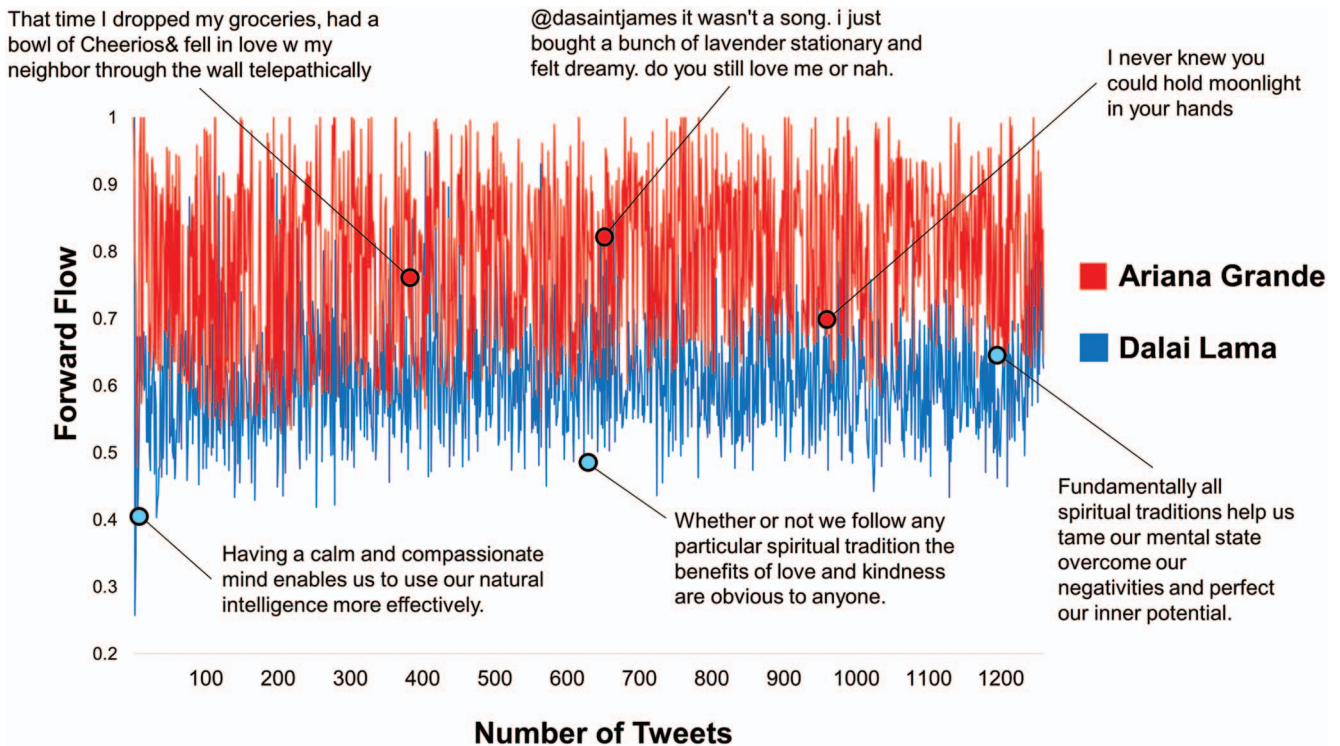 That time I dropped my groceries, had a
bowl of Cheerios& fell in love w my
neighbor through the wall telepathically
@dasaintjames it wasn't a song. i just
bought a bunch of lavender stationary and
felt dreamy. do you still love me or nah.
I never knew you
could hold moonlight
in your hands
Forward Flow
1
0.9
0.8
0.7
0.6
0.5
0.4
0.3
0.2
Ariana Grande
Dalai Lama
Having a calm and compassionate
mind enables us to use our natural
intelligence more effectively.
Whether or not we follow any
particular spiritual tradition the
benefits of love and kindness
are obvious to anyone.
Fundamentally all
spiritual traditions help us
tame our mental state
overcome our
negativities and perfect
our inner potential.
100 200 300 400 500 600 700 800 900 1000 1100 1200
Number of Tweets